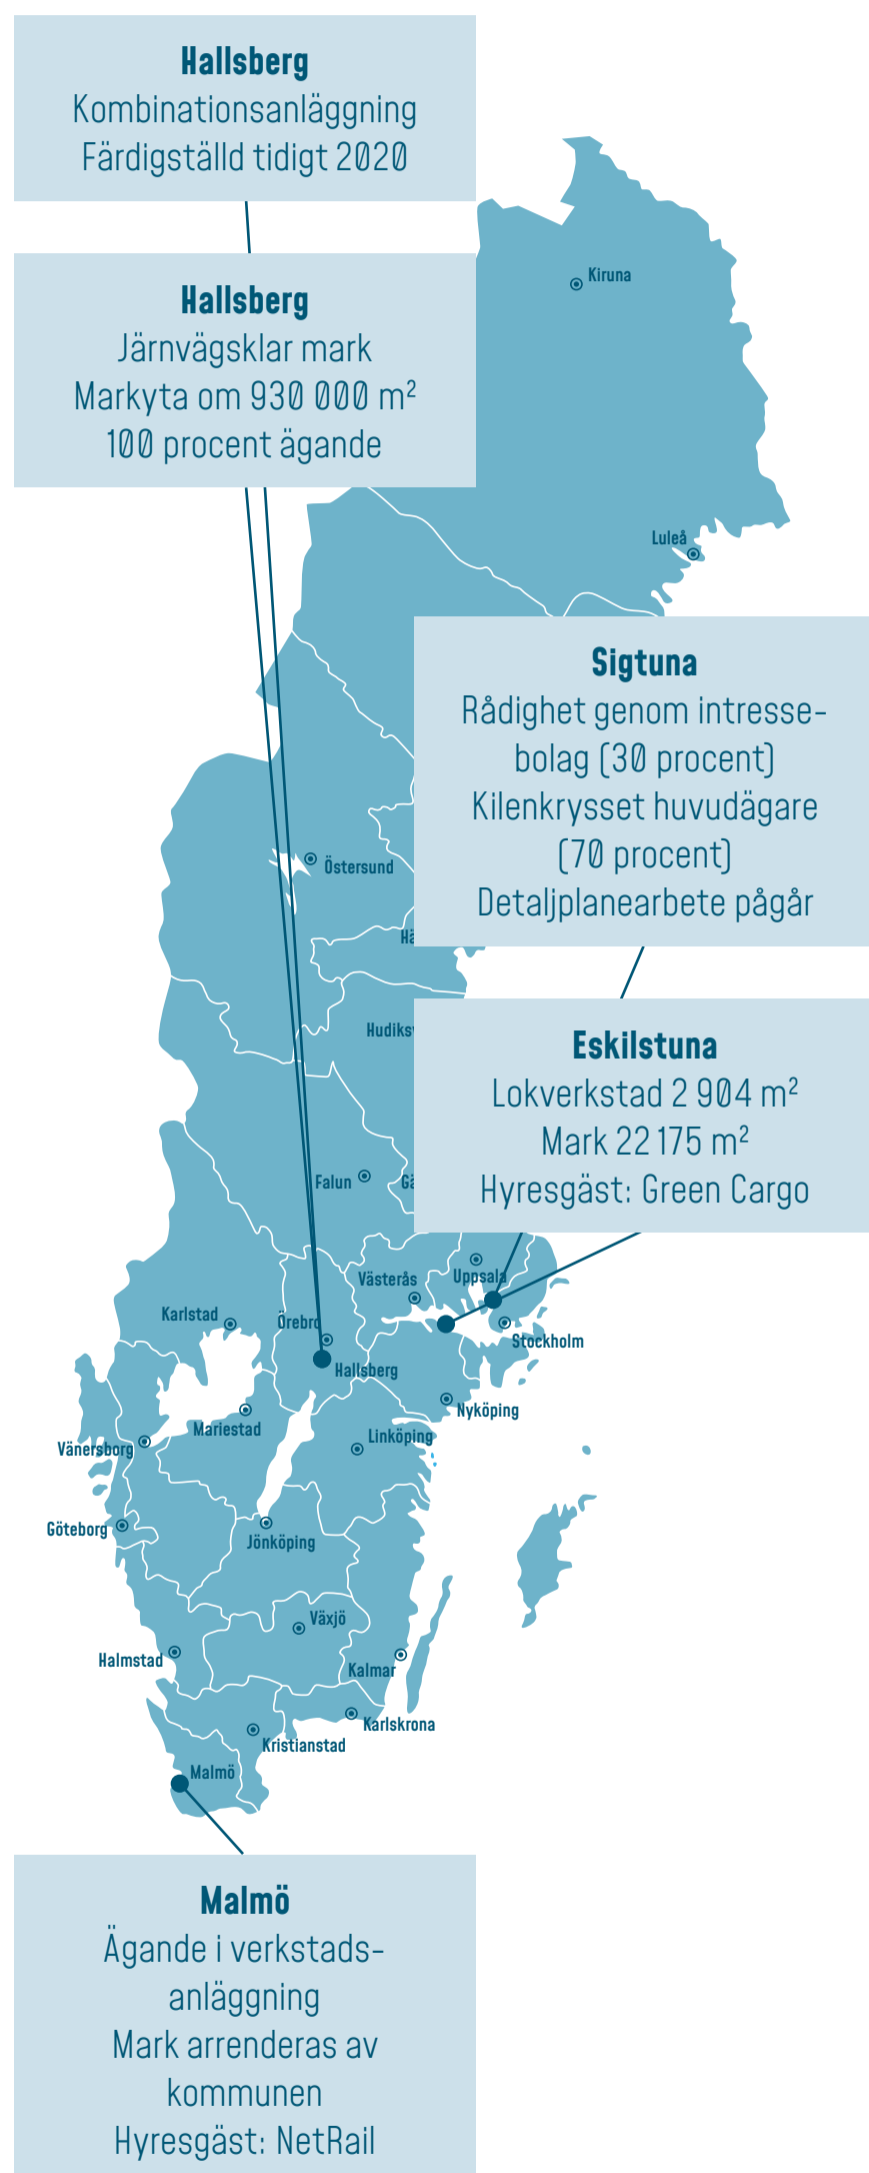 Hallsberg
Kombinationsanläggning
Färdigställd tidigt 2020
Hallsberg
Järnvägsklar mark
Markyta om 930 000 m²
100 procent ägande
Kiruna
Luleå
Sigtuna
Rådighet genom intresse-
bolag (30 procent)
Kilenkrysset huvudägare
(70 procent)
Detaljplanearbete pågår
Östersund
Eskilstuna
Lokverkstad 2 904 m²
Mark 22 175 m²
Hyresgäst: Green Cargo
Falun
Västerås
Uppsala
Karlstad
Örebro
Stockholm
Hallsberg
Nyköping
Mariestad
Linköping
Vänersborg
Göteborg
Jönköping
Växjö
Halmstad
Kalmar
Karlskrona
Kristianstad
Malmö
Malmö
Ägande i verkstads-
anläggning
Mark arrenderas av
kommunen
Hyresgäst: NetRail